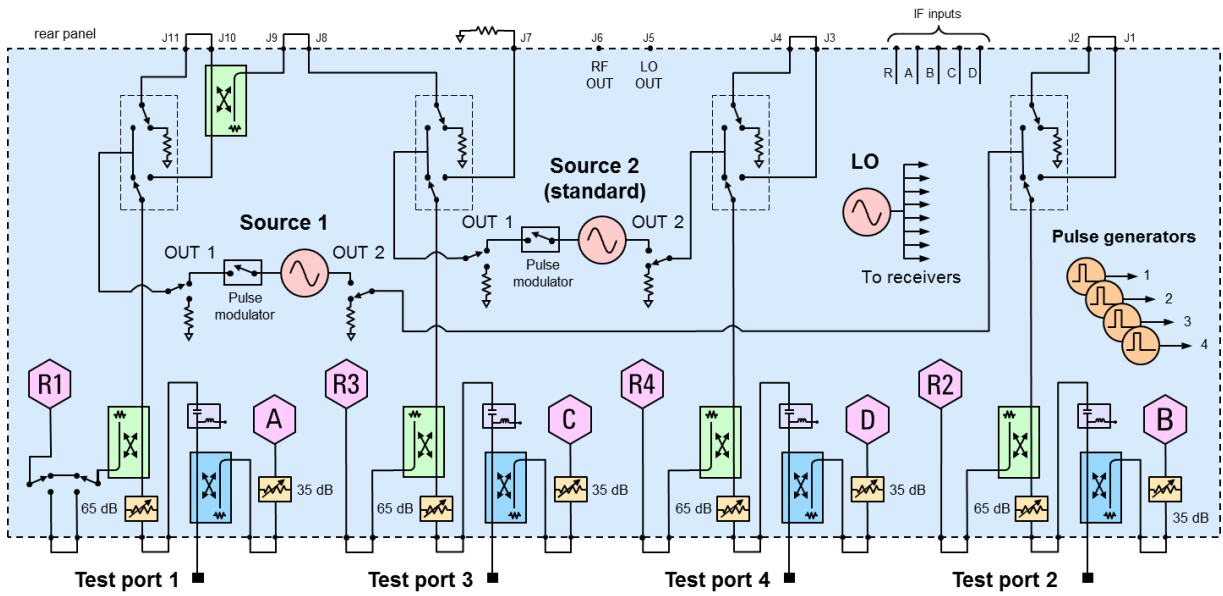 IF inputs
rear panel
J11
J10
J9
J8
J7
J6
J5
J4
J3
J2
J1
RF
OUT
LO
OUT
R
A
B
C
D
Source 2
(standard)
LO
Source 1
OUT 1
OUT 2
OUT 1
OUT 2
Pulse
modulator
Pulse
modulator
To receivers
Pulse generators
1
2
3
4
R1
A
R3
C
R4
D
R2
B
65 dB
35 dB
65 dB
35 dB
65 dB
35 dB
65 dB
35 dB
Test port 1
Test port 3
Test port 4
Test port 2